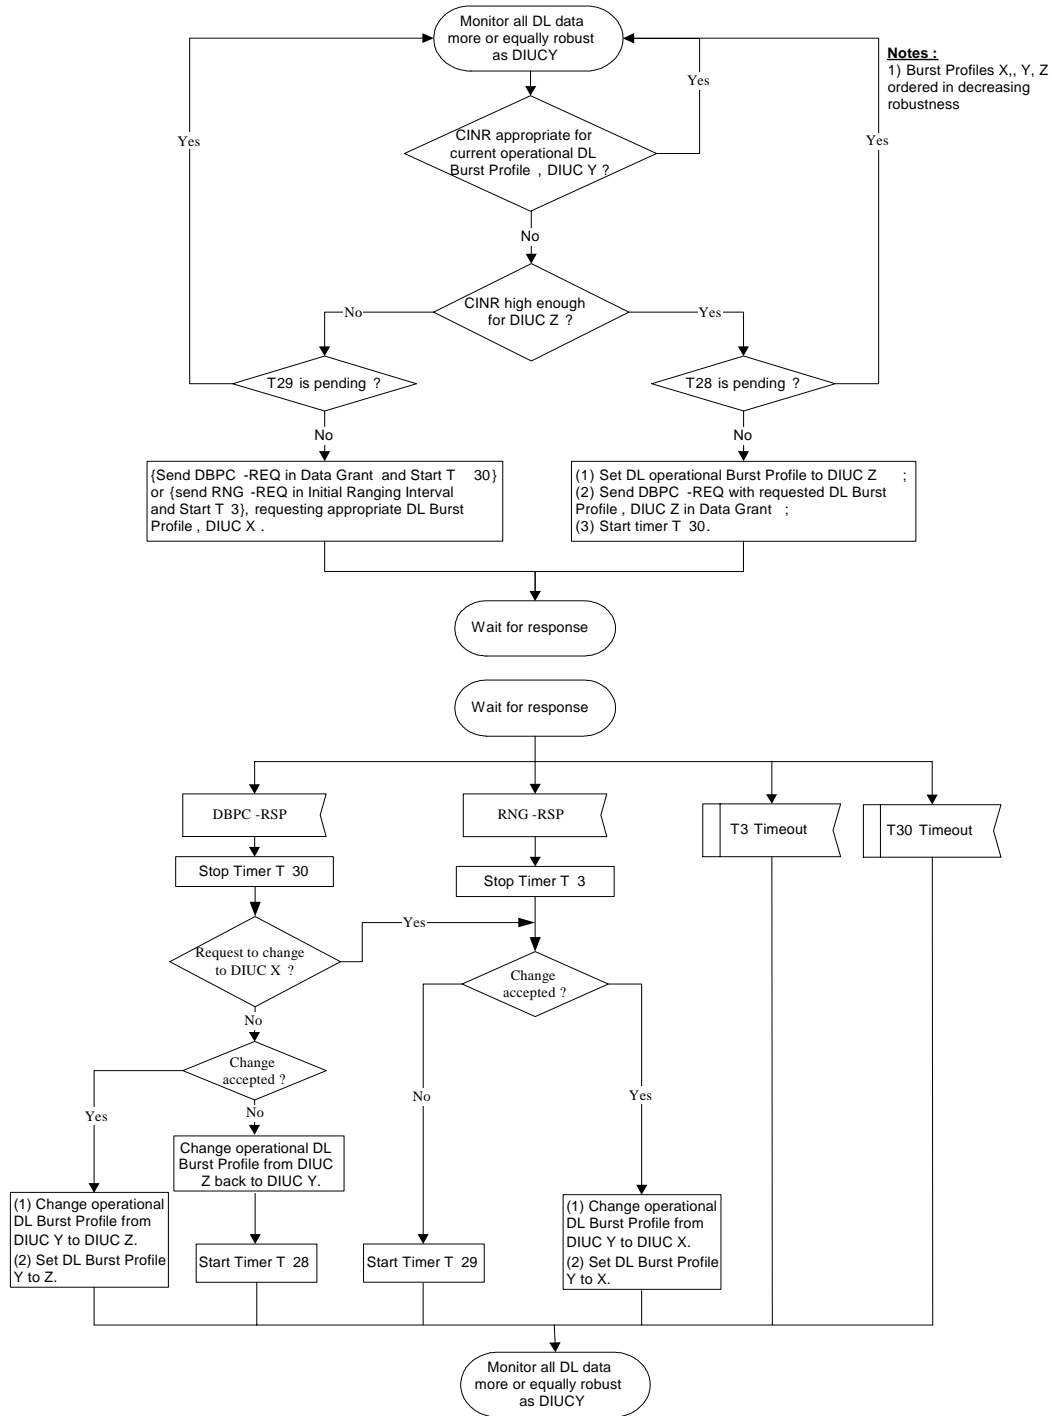 Monitor all DL data
more or equally robust
as DIUCY
Notes :
1) Burst Profiles X,, Y, Z
ordered in decreasing
robustness
Yes
Yes
Yes
CINR appropriate for
current operational DL
Burst Profile , DIUC Y ?
No
CINR high enough
for DIUC Z ?
No
Yes
T29 is pending ?
T28 is pending ?
No
No
{Send DBPC -REQ in Data Grant and Start T 30}
or {send RNG -REQ in Initial Ranging Interval
and Start T 3}, requesting appropriate DL Burst
Profile , DIUC X .
(1) Set DL operational Burst Profile to DIUC Z ;
(2) Send DBPC -REQ with requested DL Burst
Profile , DIUC Z in Data Grant ;
(3) Start timer T 30.
Wait for response
Wait for response
DBPC -RSP
RNG -RSP
T3 Timeout
T30 Timeout
Stop Timer T 30
Stop Timer T 3
Request to change
to DIUC X ?
Yes
Change
accepted ?
No
Change
accepted ?
No
Yes
Yes
No
Change operational DL
Burst Profile from DIUC
Z back to DIUC Y.
(1) Change operational
DL Burst Profile from
DIUC Y to DIUC Z.
(2) Set DL Burst Profile
Y to Z.
Start Timer T 28
Start Timer T 29
(1) Change operational
DL Burst Profile from
DIUC Y to DIUC X.
(2) Set DL Burst Profile
Y to X.
Monitor all DL data
more or equally robust
as DIUCY